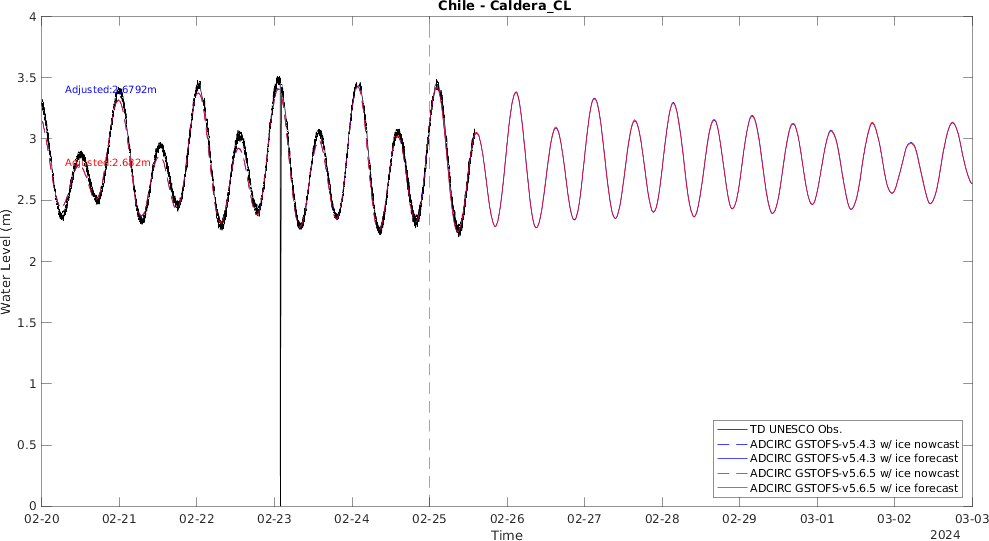 Chile - Caldera_CL
4
3.5
3
2.5
2
1.5
1
0.5
0
Water Level (m)
Adjusted:2.6792m
Adjusted:2.682m
TD UNESCO Obs.
ADCIRC GSTOFS-v5.4.3 w/ ice nowcast
ADCIRC GSTOFS-v5.4.3 w/ ice forecast
ADCIRC GSTOFS-v5.6.5 w/ ice nowcast
ADCIRC GSTOFS-v5.6.5 w/ ice forecast
02-20 02-21 02-22 02-23 02-24 02-25 02-26 02-27 02-28 02-29 03-01 03-02 03-03
Time
2024